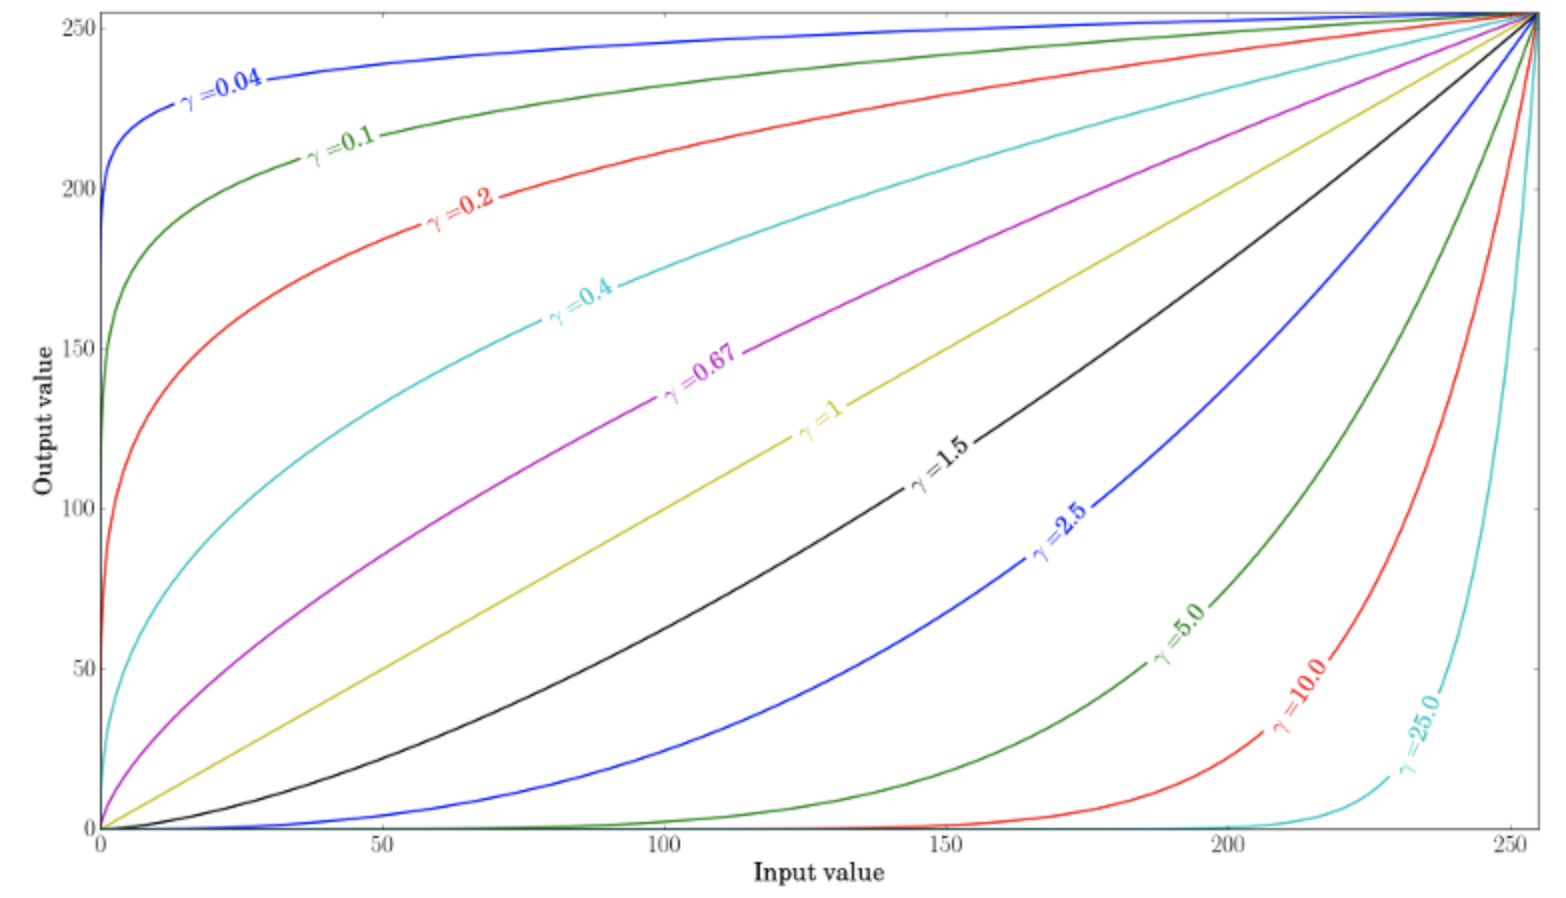 250
200
150
100
50
0
Output value
γ =0.04
γ =0.1
γ =0.2
γ =0.4
γ =0.67
γ =1
γ =1.5
γ =2.5
γ =5.0
γ =10.0
γ =25.0
0 50 100 150 200 250
Input value